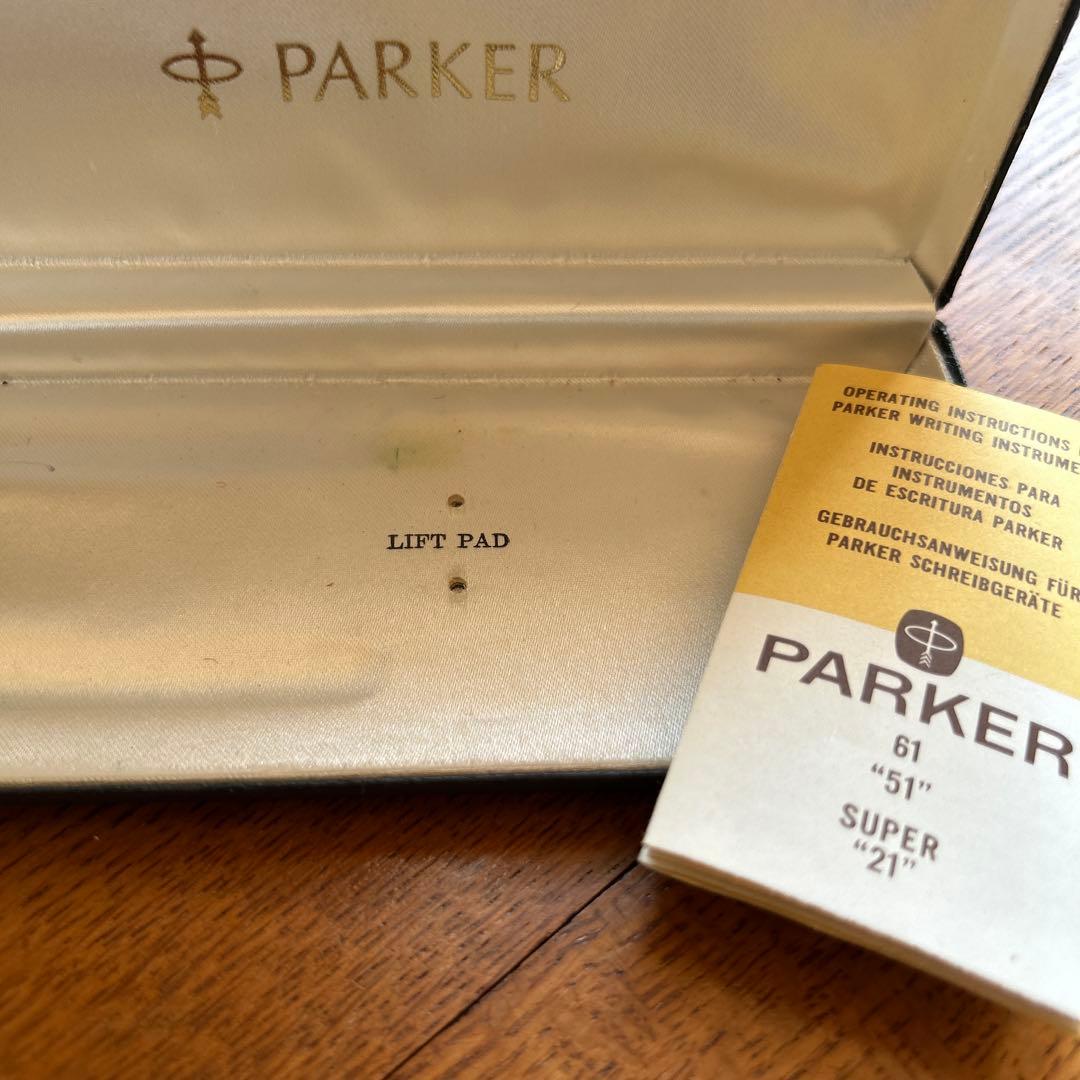 PARKER
LIFT PAD
OPERATING INSTRUCTIONS
PARKER WRITING
INSTRUCCIONES PARA
INSTRUMENTOS
DE ESCRITURA PARKER
GEBRAUCHSANWEISUNG FÜR
PARKER SCHREIBGERÄTE
PARKER
61
“51”
SUPER
“21”